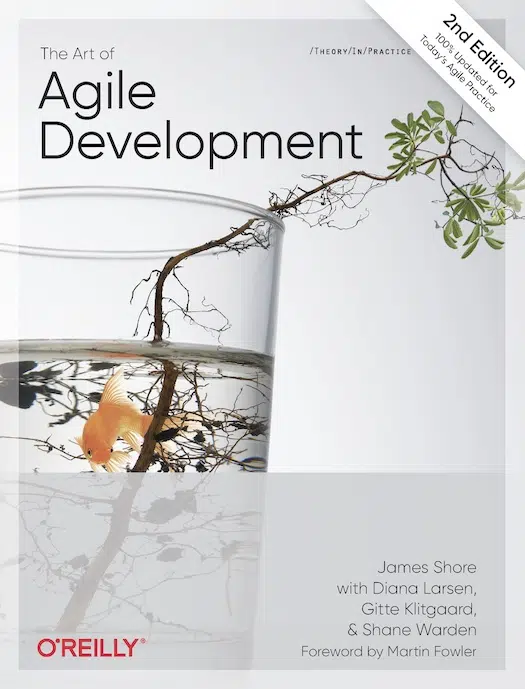 The Art of
Agile
Development
/Theory/In/Practice
2nd Edition
100% Updated for
Today's Agile Practice
James Shore
with Diana Larsen,
Gitte Klitgaard,
& Shane Warden
Foreword by Martin Fowler
O'REILLY®